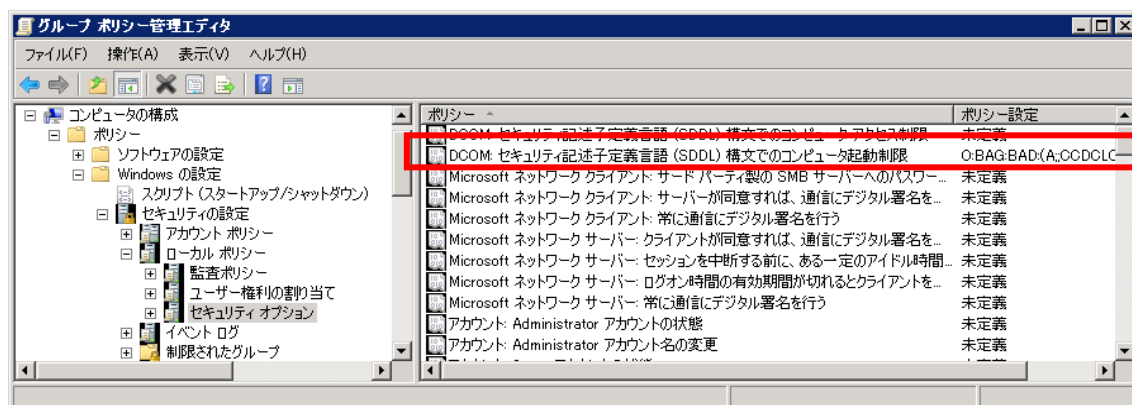 グループ ポリシー管理エディタ
ファイル(F) 操作(A) 表示(V) ヘルプ(H)
コンピュータの構成
ポリシー
ソフトウェアの設定
Windows の設定
スクリプト (スタートアップ/シャットダウン)
セキュリティの設定
アカウント ポリシー
ローカル ポリシー
監査ポリシー
ユーザー権利の割り当て
セキュリティ オプション
イベント ログ
制限されたグループ
ポリシー ポリシー設定
DCOM: セキュリティ記述子定義言語 (SDDL) 構文でのコンピュータ アクセス制限 未定義
DCOM: セキュリティ記述子定義言語 (SDDL) 構文でのコンピュータ起動制限 O:BAG:BAD:(A;;CCDCLC
Microsoft ネットワーク クライアント: サード パーティ製の SMB サーバーへのパスワー... 未定義
Microsoft ネットワーク クライアント: サーバーが同意すれば、通信にデジタル署名を... 未定義
Microsoft ネットワーク クライアント: 常に通信にデジタル署名を行う 未定義
Microsoft ネットワーク サーバー: クライアントが同意すれば、通信にデジタル署名を... 未定義
Microsoft ネットワーク サーバー: セッションを中断する前に、ある一定のアイドル時間... 未定義
Microsoft ネットワーク サーバー: ログオン時間の有効期間が切れるとクライアントを... 未定義
Microsoft ネットワーク サーバー: 常に通信にデジタル署名を行う 未定義
アカウント: Administrator アカウントの状態 未定義
アカウント: Administrator アカウント名の変更 未定義